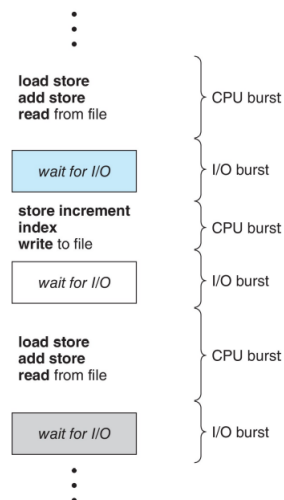 load store
add store
read from file
CPU burst
wait for I/O
I/O burst
store increment
index
write to file
CPU burst
wait for I/O
I/O burst
load store
add store
read from file
CPU burst
wait for I/O
I/O burst